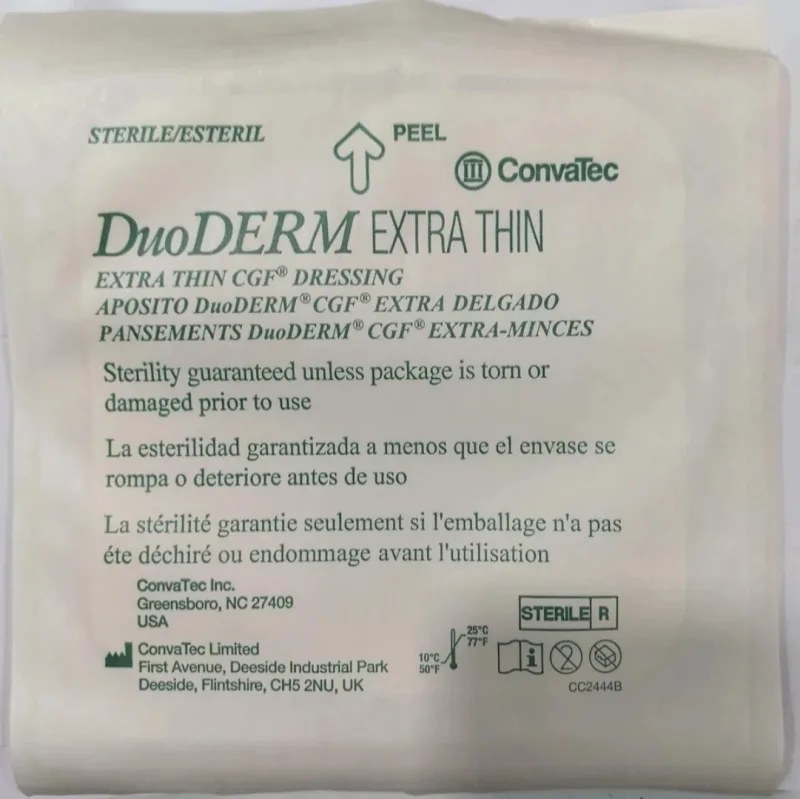 STERILE/ESTERIL
PEEL
ConvaTec
DuoDERM EXTRA THIN
EXTRA THIN CGF® DRESSING
APOSITO DuoDERM® CGF® EXTRA DELGADO
PANSEMENTS DuoDERM® CGF® EXTRA-MINCES
Sterility guaranteed unless package is torn or
damaged prior to use
La esterilidad garantizada a menos que el envase se
rompa o deteriore antes de uso
La stérilité garantie seulement si l'emballage n'a pas
éte déchiré ou endommage avant l'utilisation
ConvaTec Inc.
Greensboro, NC 27409
USA
ConvaTec Limited
First Avenue, Deeside Industrial Park
Deeside, Flintshire, CH5 2NU, UK
STERILE R
25°C
77°F
10°C
50°F
i
2
CC2444B